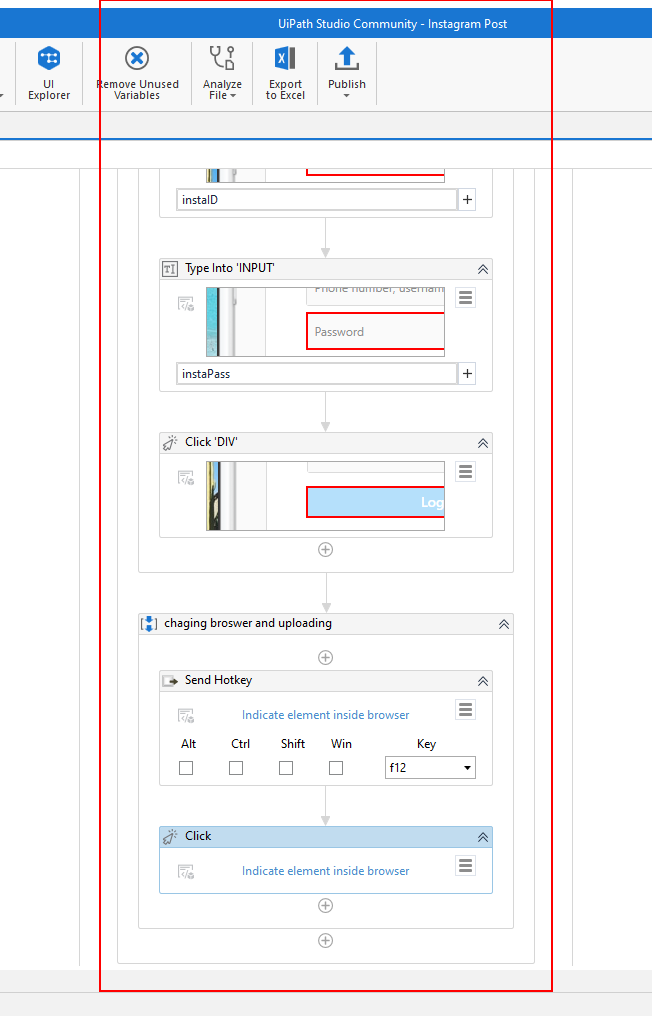 UiPath Studio Community - Instagram Post
UI
Explorer
Remove Unused
Variables
Analyze
File
Export
to Excel
Publish
instaID
+
Type Into 'INPUT'
Phone number, usernam
Password
instaPass
+
Click 'DIV'
Log
chaging broswer and uploading
Send Hotkey
Indicate element inside browser
Alt Ctrl Shift Win Key
f12
Click
Indicate element inside browser